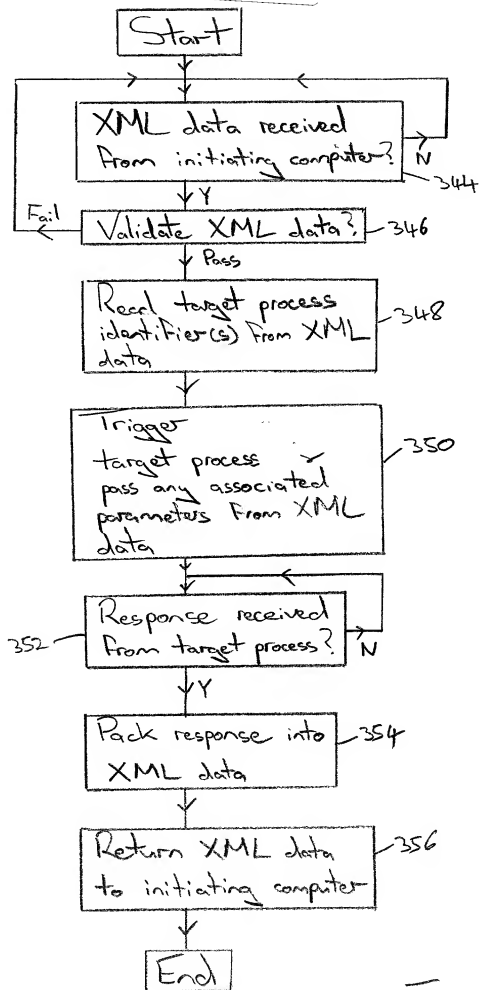 Start
XML data received
from initiating computer?
N
344
Y
Fail
Validate XML data?
346
Pass
Read target process
identifier(s) from XML
data
348
Trigger
target process
pass any associated
parameters from XML
data
350
Response received
from target process?
352
N
Y
Pack response into
XML data
354
Return XML data
to initiating computer
356
End